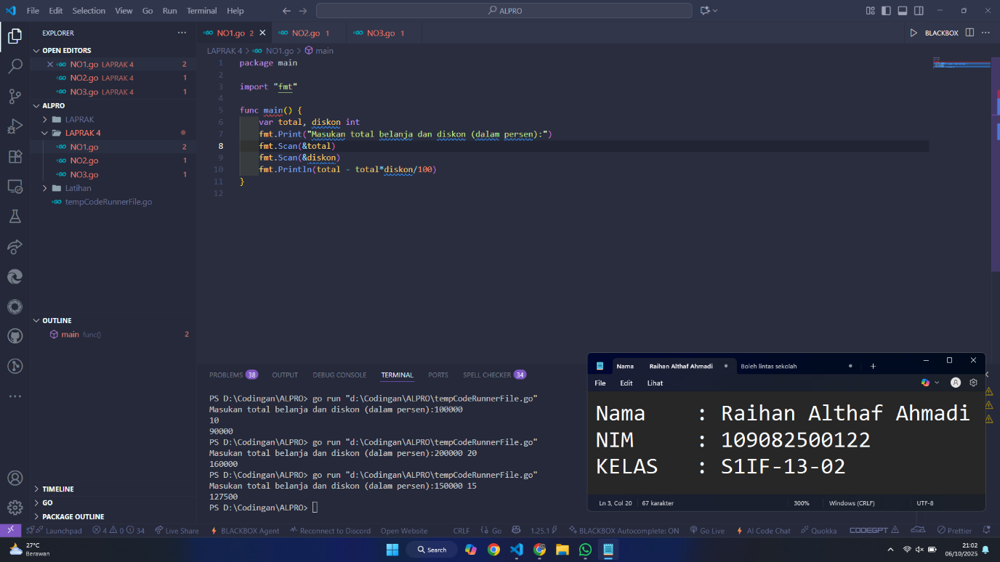 File Edit Selection View Go Run Terminal Help
ALPRO
EXPLORER
OPEN EDITORS
NO1.go LAPRAK 4 2
NO2.go LAPRAK 4 1
NO3.go LAPRAK 4 1
ALPRO
LAPRAK
LAPRAK 4
NO1.go 2
NO2.go 1
NO3.go 1
Latihan
tempCodeRunnerFile.go
OUTLINE
main func() 2
TIMELINE
GO
PACKAGE OUTLINE
NO1.go 2 NO2.go 1 NO3.go 1 BLACKBOX
LAPRAK 4 > NO1.go > main
1 package main
2
3 import "fmt"
4
5 func main() {
6 var total, diskon int
7 fmt.Print("Masukan total belanja dan diskon (dalam persen):")
8 fmt.Scan(&total)
9 fmt.Scan(&diskon)
10 fmt.Println(total - total*diskon/100)
11 }
12
PROBLEMS 38 OUTPUT DEBUG CONSOLE TERMINAL PORTS SPELL CHECKER 34
PS D:\Codingan\ALPRO> go run "d:\Codingan\ALPRO\tempCodeRunnerFile.go"
Masukan total belanja dan diskon (dalam persen):100000
10
90000
PS D:\Codingan\ALPRO> go run "d:\Codingan\ALPRO\tempCodeRunnerFile.go"
Masukan total belanja dan diskon (dalam persen):200000 20
160000
PS D:\Codingan\ALPRO> go run "d:\Codingan\ALPRO\tempCodeRunnerFile.go"
Masukan total belanja dan diskon (dalam persen):150000 15
127500
PS D:\Codingan\ALPRO>
Nama Raihan Althaf Ahmadi Boleh lintas sekolah
File Edit Lihat
Nama : Raihan Althaf Ahmadi
NIM : 109082500122
KELAS : S1IF-13-02
Ln 3, Col 20 67 karakter 300% Windows (CRLF) UTF-8
Launchpad 4 0 34 Live Share BLACKBOX Agent Reconnect to Discord Open Website CRLF Go 1.25.1 BLACKBOX Autocomplete: ON Go Live AI Code Chat Quokka CODEGPT Prettier
27°C
Berawan
Search
21:02
06/10/2025